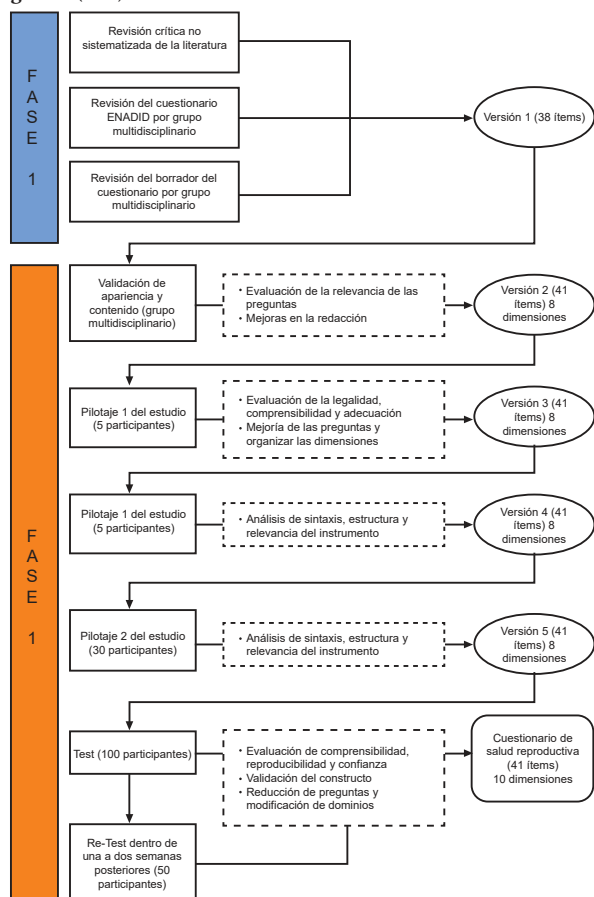 F
A
S
E
1
Revisión crítica no
sistematizada de la literatura
Revisión del cuestionario
ENADID por grupo
multidisciplinario
Revisión del borrador del
cuestionario por grupo
multidisciplinario
Versión 1 (38 ítems)
F
A
S
E
1
Validación de
apariencia y
contenido (grupo
multidisciplinario)
• Evaluación de la relevancia de las
preguntas
• Mejoras en la redacción
Versión 2 (41
ítems) 8
dimensiones
Pilotaje 1 del estudio
(5 participantes)
• Evaluación de la legalidad,
comprensibilidad y adecuación
• Mejoría de las preguntas y
organizar las dimensiones
Versión 3 (41
ítems) 8
dimensiones
Pilotaje 1 del estudio
(5 participantes)
• Análisis de sintaxis, estructura y
relevancia del instrumento
Versión 4 (41
ítems) 8
dimensiones
Pilotaje 2 del estudio
(30 participantes)
• Análisis de sintaxis, estructura y
relevancia del instrumento
Versión 5 (41
ítems) 8
dimensiones
Test (100 participantes)
• Evaluación de comprensibilidad,
reproducibilidad y confianza
• Validación del constructo
• Reducción de preguntas y
modificación de dominios
Cuestionario de
salud reproductiva
(41 ítems)
10 dimensiones
Re-Test dentro de
una a dos semanas
posteriores (50
participantes)